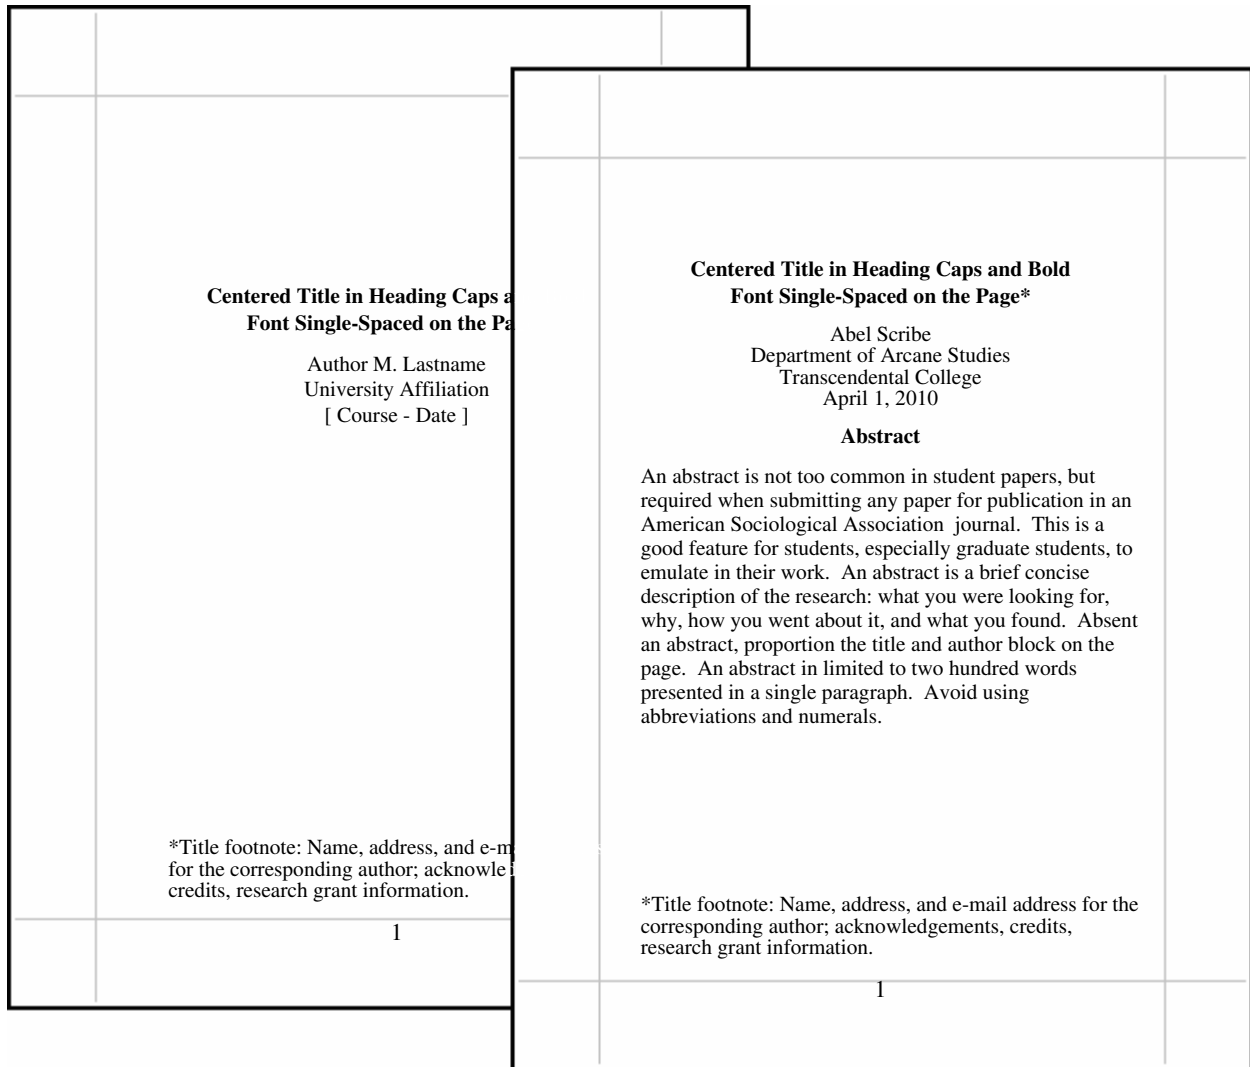 Centered Title in Heading Caps a
Font Single-Spaced on the Pa
Author M. Lastname
University Affiliation
[ Course - Date ]
*Title footnote: Name, address, and e-m
for the corresponding author; acknowle
credits, research grant information.
1
Centered Title in Heading Caps and Bold
Font Single-Spaced on the Page*
Abel Scribe
Department of Arcane Studies
Transcendental College
April 1, 2010
Abstract
An abstract is not too common in student papers, but
required when submitting any paper for publication in an
American Sociological Association  journal.  This is a
good feature for students, especially graduate students, to
emulate in their work.  An abstract is a brief concise
description of the research: what you were looking for,
why, how you went about it, and what you found.  Absent
an abstract, proportion the title and author block on the
page.  An abstract in limited to two hundred words
presented in a single paragraph.  Avoid using
abbreviations and numerals.
*Title footnote: Name, address, and e-mail address for the
corresponding author; acknowledgements, credits,
research grant information.
1